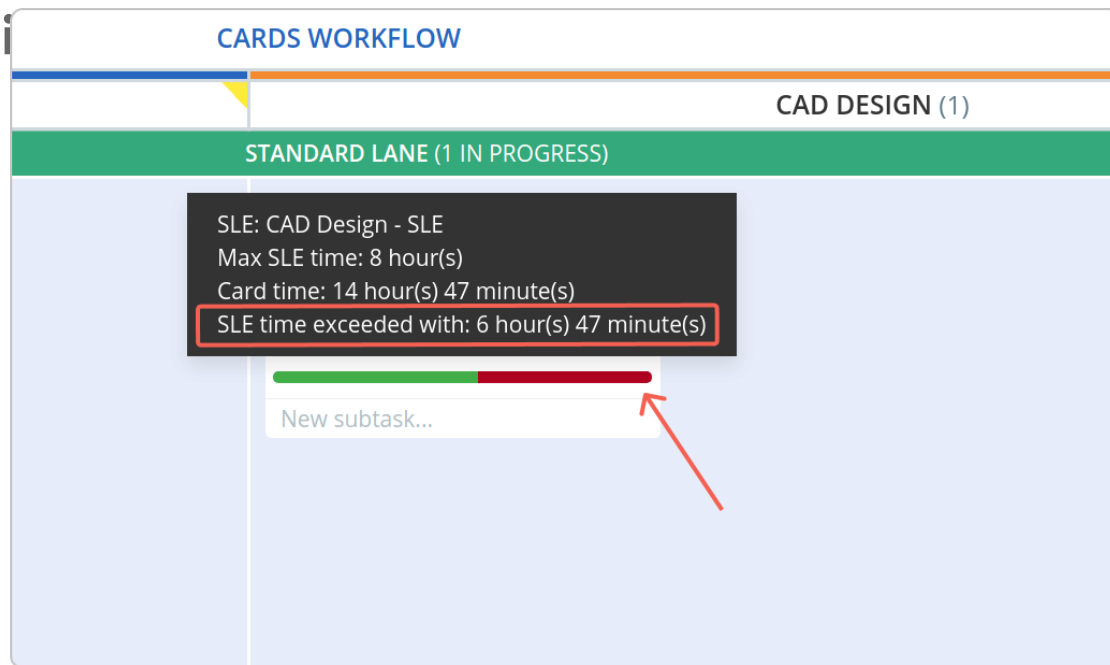 CARDS WORKFLOW
CAD DESIGN (1)
STANDARD LANE (1 IN PROGRESS)
SLE: CAD Design - SLE
Max SLE time: 8 hour(s)
Card time: 14 hour(s) 47 minute(s)
SLE time exceeded with: 6 hour(s) 47 minute(s)
New subtask...